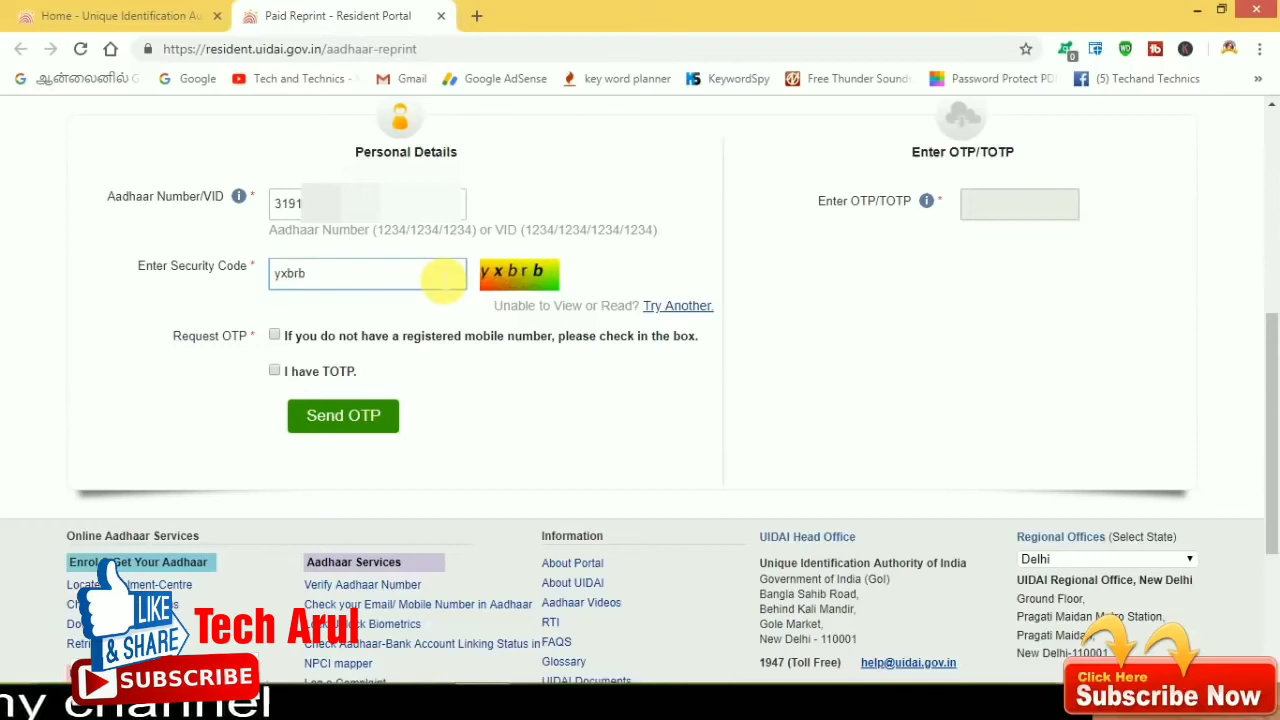 Home - Unique Identification Au
Paid Reprint - Resident Portal
https://resident.uidai.gov.in/aadhaar-reprint
0
ஆன்லைனில்
Google
Tech and Technics -
Gmail
Google AdSense
key word planner
KeywordSpy
Free Thunder Sound
Password Protect PD
(5) Techand Technics
»
Personal Details
Enter OTP/TOTP
Aadhaar Number/VID i *
3191
Aadhaar Number (1234/1234/1234) or VID (1234/1234/1234/1234)
Enter OTP/TOTP i *
Enter Security Code *
yxbrb
yxbrb
Unable to View or Read? Try Another.
Request OTP *
If you do not have a registered mobile number, please check in the box.
I have TOTP.
Send OTP
Online Aadhaar Services
Enrol Get Your Aadhaar
Aadhaar Services
Verify Aadhaar Number
Check your Email/ Mobile Number in Aadhaar
Biometrics
Check Aadhaar-Bank Account Linking Status in
NPCI mapper
Information
About Portal
About UIDAI
Aadhaar Videos
RTI
FAQS
Glossary
UIDAI Documents
UIDAI Head Office
Unique Identification Authority of India
Government of India (GoI)
Bangla Sahib Road,
Behind Kali Mandir,
Gole Market,
New Delhi - 110001
1947 (Toll Free) help@uidai.gov.in
Regional Offices (Select State)
Delhi
UIDAI Regional Office, New Delhi
Ground Floor,
Pragati Maidan Metro Station,
Pragati Maida
New Delhi-110001
LIKE
& SHARE
Tech Arul
SUBSCRIBE
Click Here
Subscribe Now
my channel